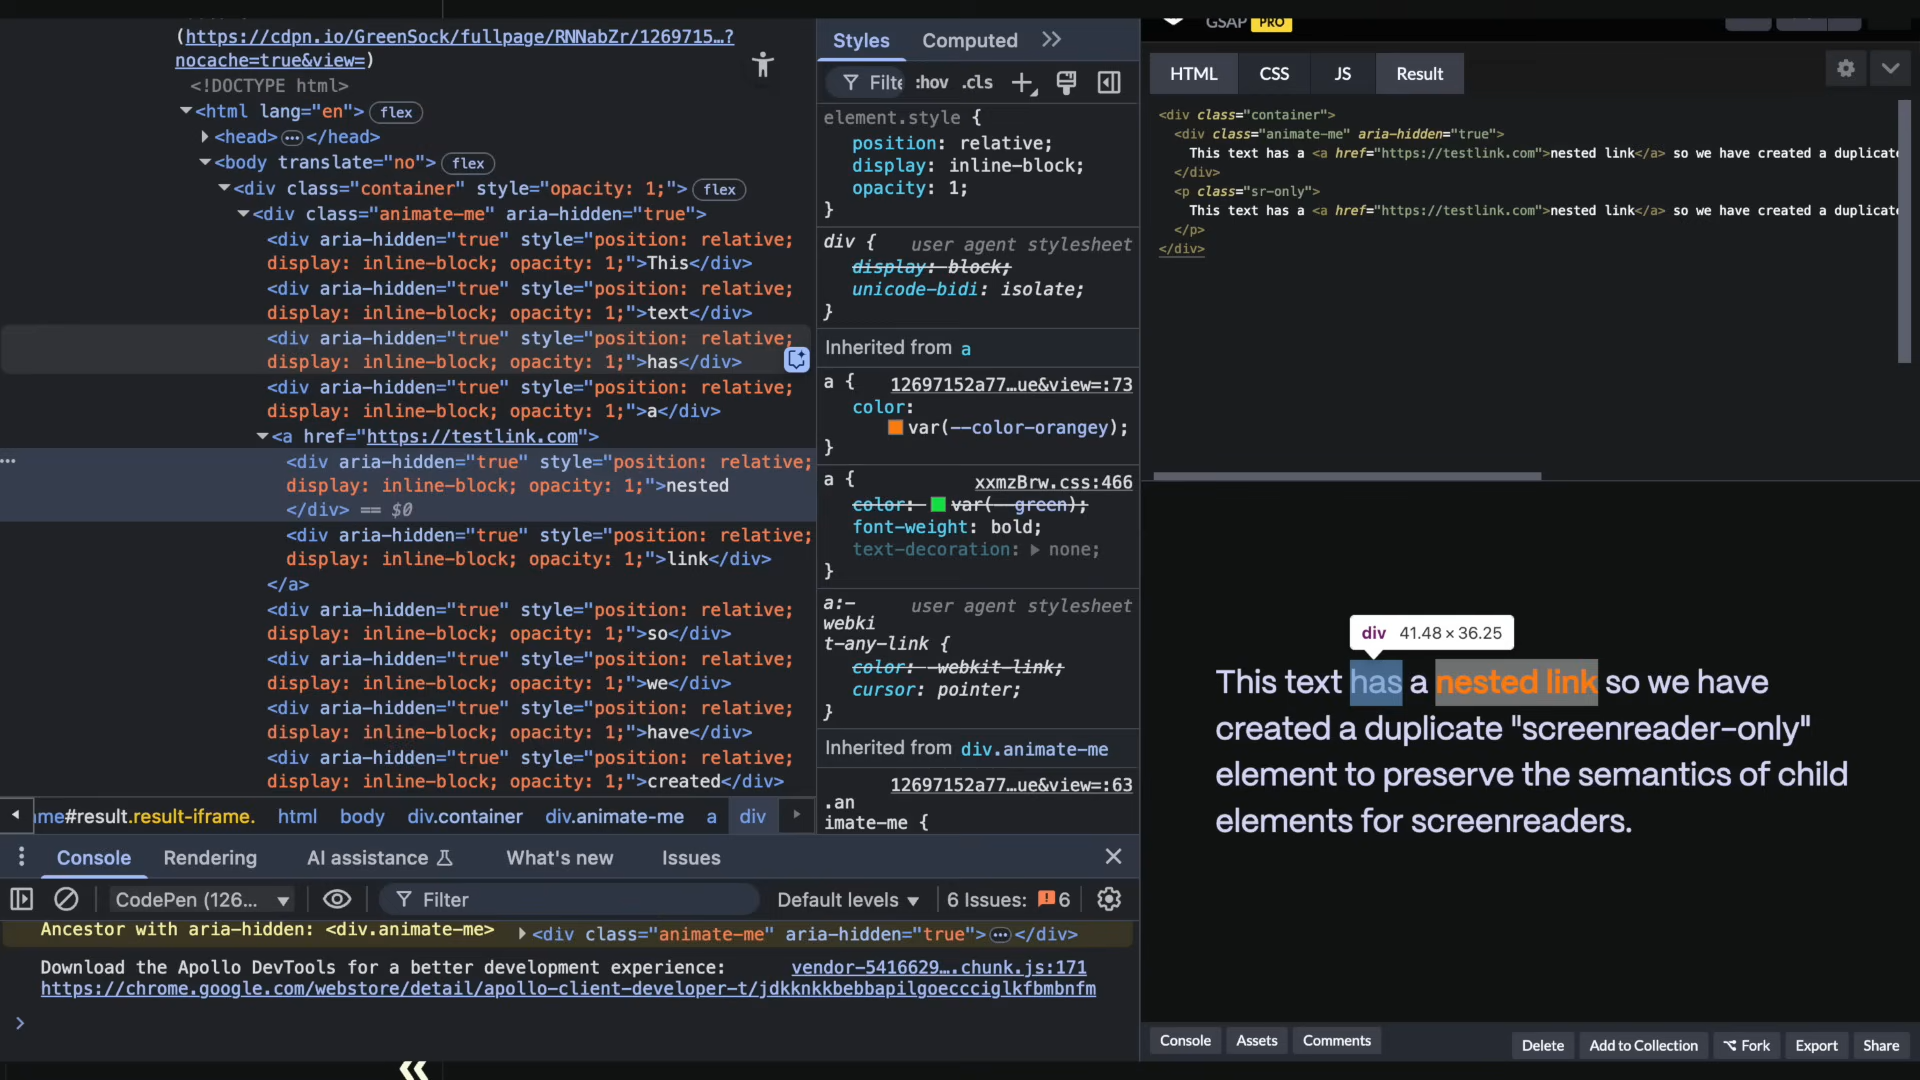 (https://cdpn.io/GreenSock/fullpage/RNNabZr/1269715…?
nocache=true&view=)
<!DOCTYPE html>
<html lang="en"> flex
<head> … </head>
<body translate="no"> flex
<div class="container" style="opacity: 1;"> flex
<div class="animate-me" aria-hidden="true">
<div aria-hidden="true" style="position: relative;
display: inline-block; opacity: 1;">This</div>
<div aria-hidden="true" style="position: relative;
display: inline-block; opacity: 1;">text</div>
<div aria-hidden="true" style="position: relative;
display: inline-block; opacity: 1;">has</div>
<div aria-hidden="true" style="position: relative;
display: inline-block; opacity: 1;">a</div>
<a href="https://testlink.com">
<div aria-hidden="true" style="position: relative;
display: inline-block; opacity: 1;">nested
</div> == $0
<div aria-hidden="true" style="position: relative;
display: inline-block; opacity: 1;">link</div>
</a>
<div aria-hidden="true" style="position: relative;
display: inline-block; opacity: 1;">so</div>
<div aria-hidden="true" style="position: relative;
display: inline-block; opacity: 1;">we</div>
<div aria-hidden="true" style="position: relative;
display: inline-block; opacity: 1;">have</div>
<div aria-hidden="true" style="position: relative;
display: inline-block; opacity: 1;">created</div>
me#result.result-iframe. html body div.container div.animate-me a div
Styles Computed
Filte :hov .cls
element.style {
position: relative;
display: inline-block;
opacity: 1;
}
div { user agent stylesheet
display: block;
unicode-bidi: isolate;
}
Inherited from a
a { 12697152a77…ue&view=:73
color:
var(--color-orangey);
}
a { xxmzBrw.css:466
color: var(--green);
font-weight: bold;
text-decoration: none;
}
a:- user agent stylesheet
webki
t-any-link {
color: -webkit-link;
cursor: pointer;
}
Inherited from div.animate-me
12697152a77…ue&view=:63
.an
imate-me {
Console Rendering AI assistance What's new Issues
CodePen (126… Filter Default levels 6 Issues: 6
Ancestor with aria-hidden: <div.animate-me> <div class="animate-me" aria-hidden="true"> … </div>
Download the Apollo DevTools for a better development experience: vendor-5416629….chunk.js:171
https://chrome.google.com/webstore/detail/apollo-client-developer-t/jdkknkkbebbapilgoeccciglkfbmbnfm
GSAP PRO
HTML CSS JS Result
<div class="container">
<div class="animate-me" aria-hidden="true">
This text has a <a href="https://testlink.com">nested link</a> so we have created a duplicate
</div>
<p class="sr-only">
This text has a <a href="https://testlink.com">nested link</a> so we have created a duplicate
</p>
</div>
div 41.48 × 36.25
This text has a nested link so we have
created a duplicate "screenreader-only"
element to preserve the semantics of child
elements for screenreaders.
Console Assets Comments Delete Add to Collection Fork Export Share